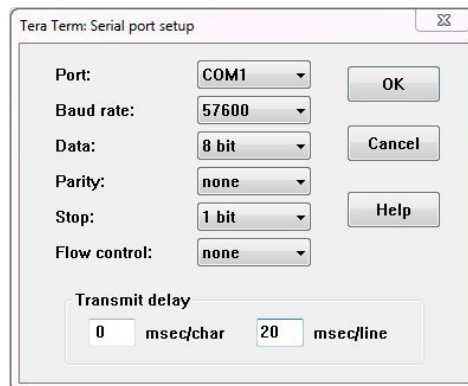 Tera Term: Serial port setup
Port: COM1 OK
Baud rate: 57600
Data: 8 bit Cancel
Parity: none
Stop: 1 bit Help
Flow control: none
Transmit delay
0 msec/char 20 msec/line